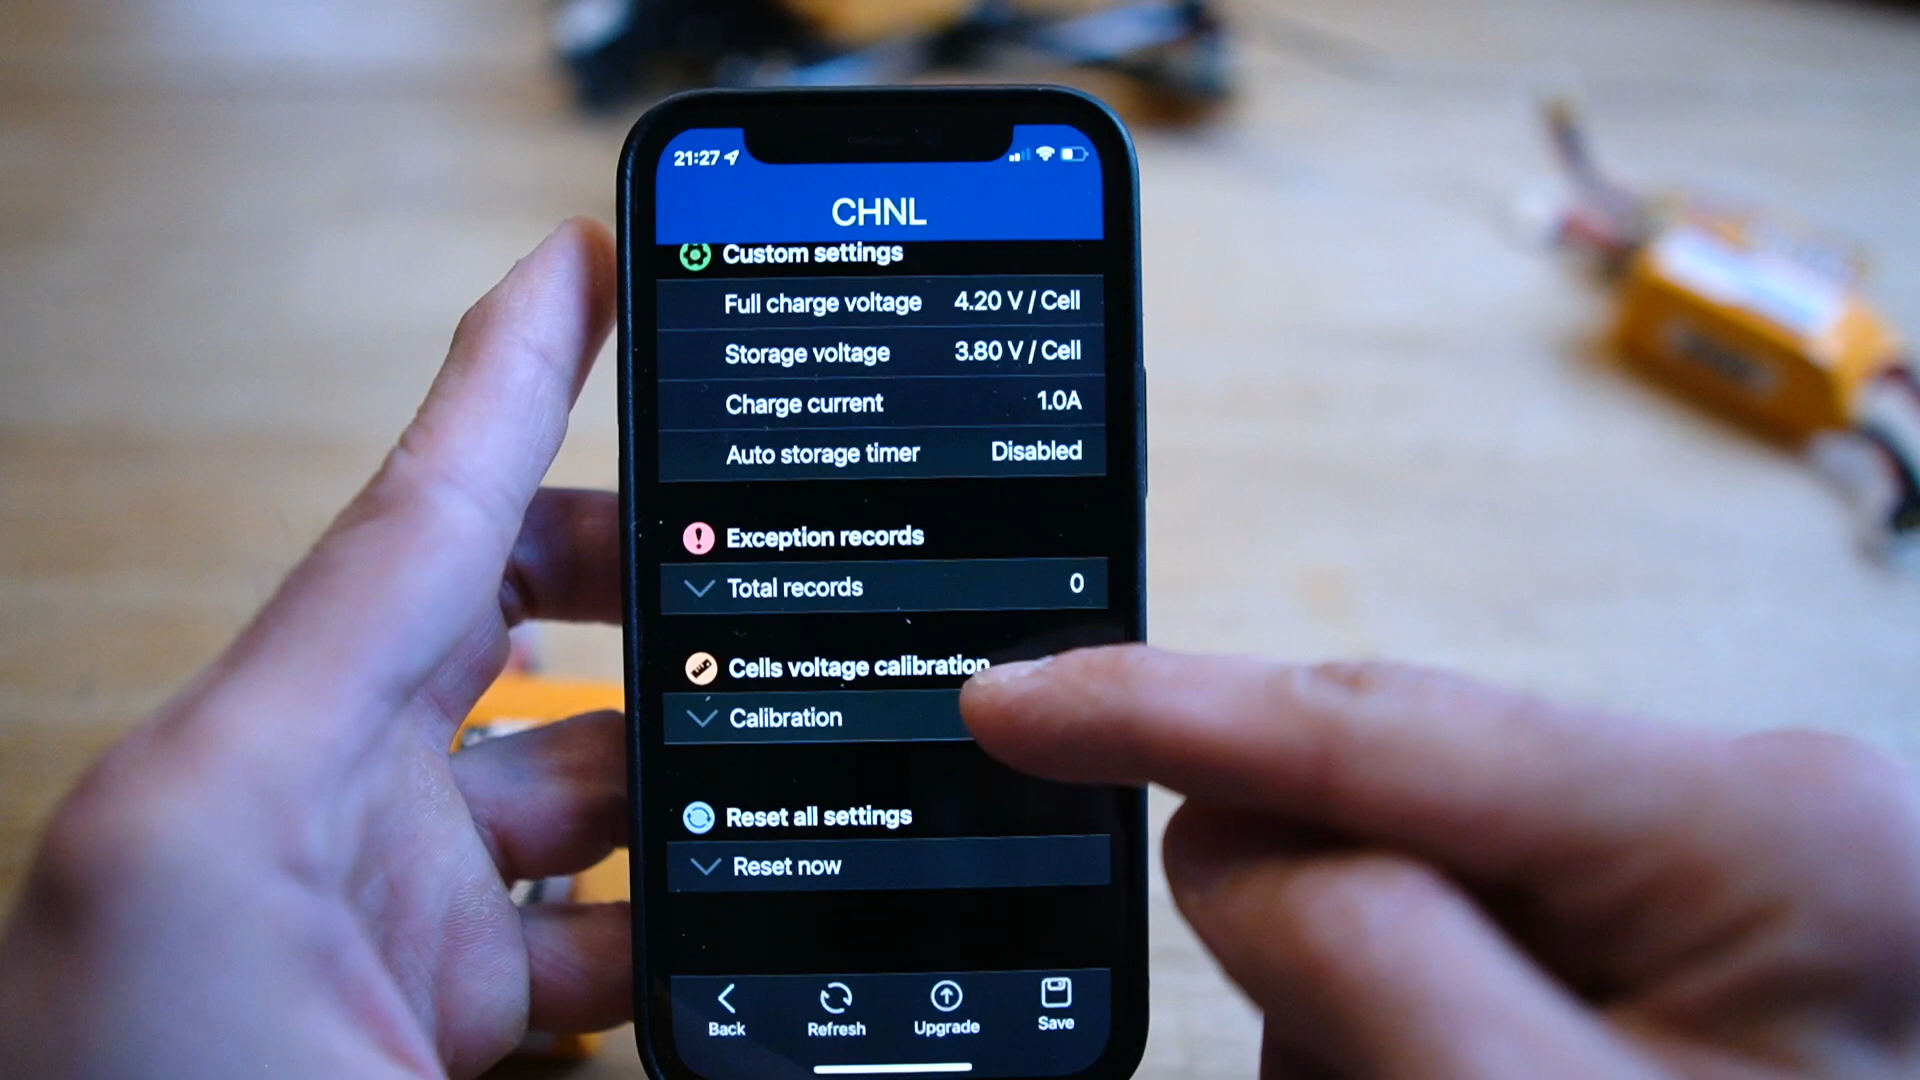 21:27
CHNL
Custom settings
Full charge voltage 4.20 V / Cell
Storage voltage 3.80 V / Cell
Charge current 1.0A
Auto storage timer Disabled
Exception records
Total records 0
Cells voltage calibration
Calibration
Reset all settings
Reset now
Back Refresh Upgrade Save